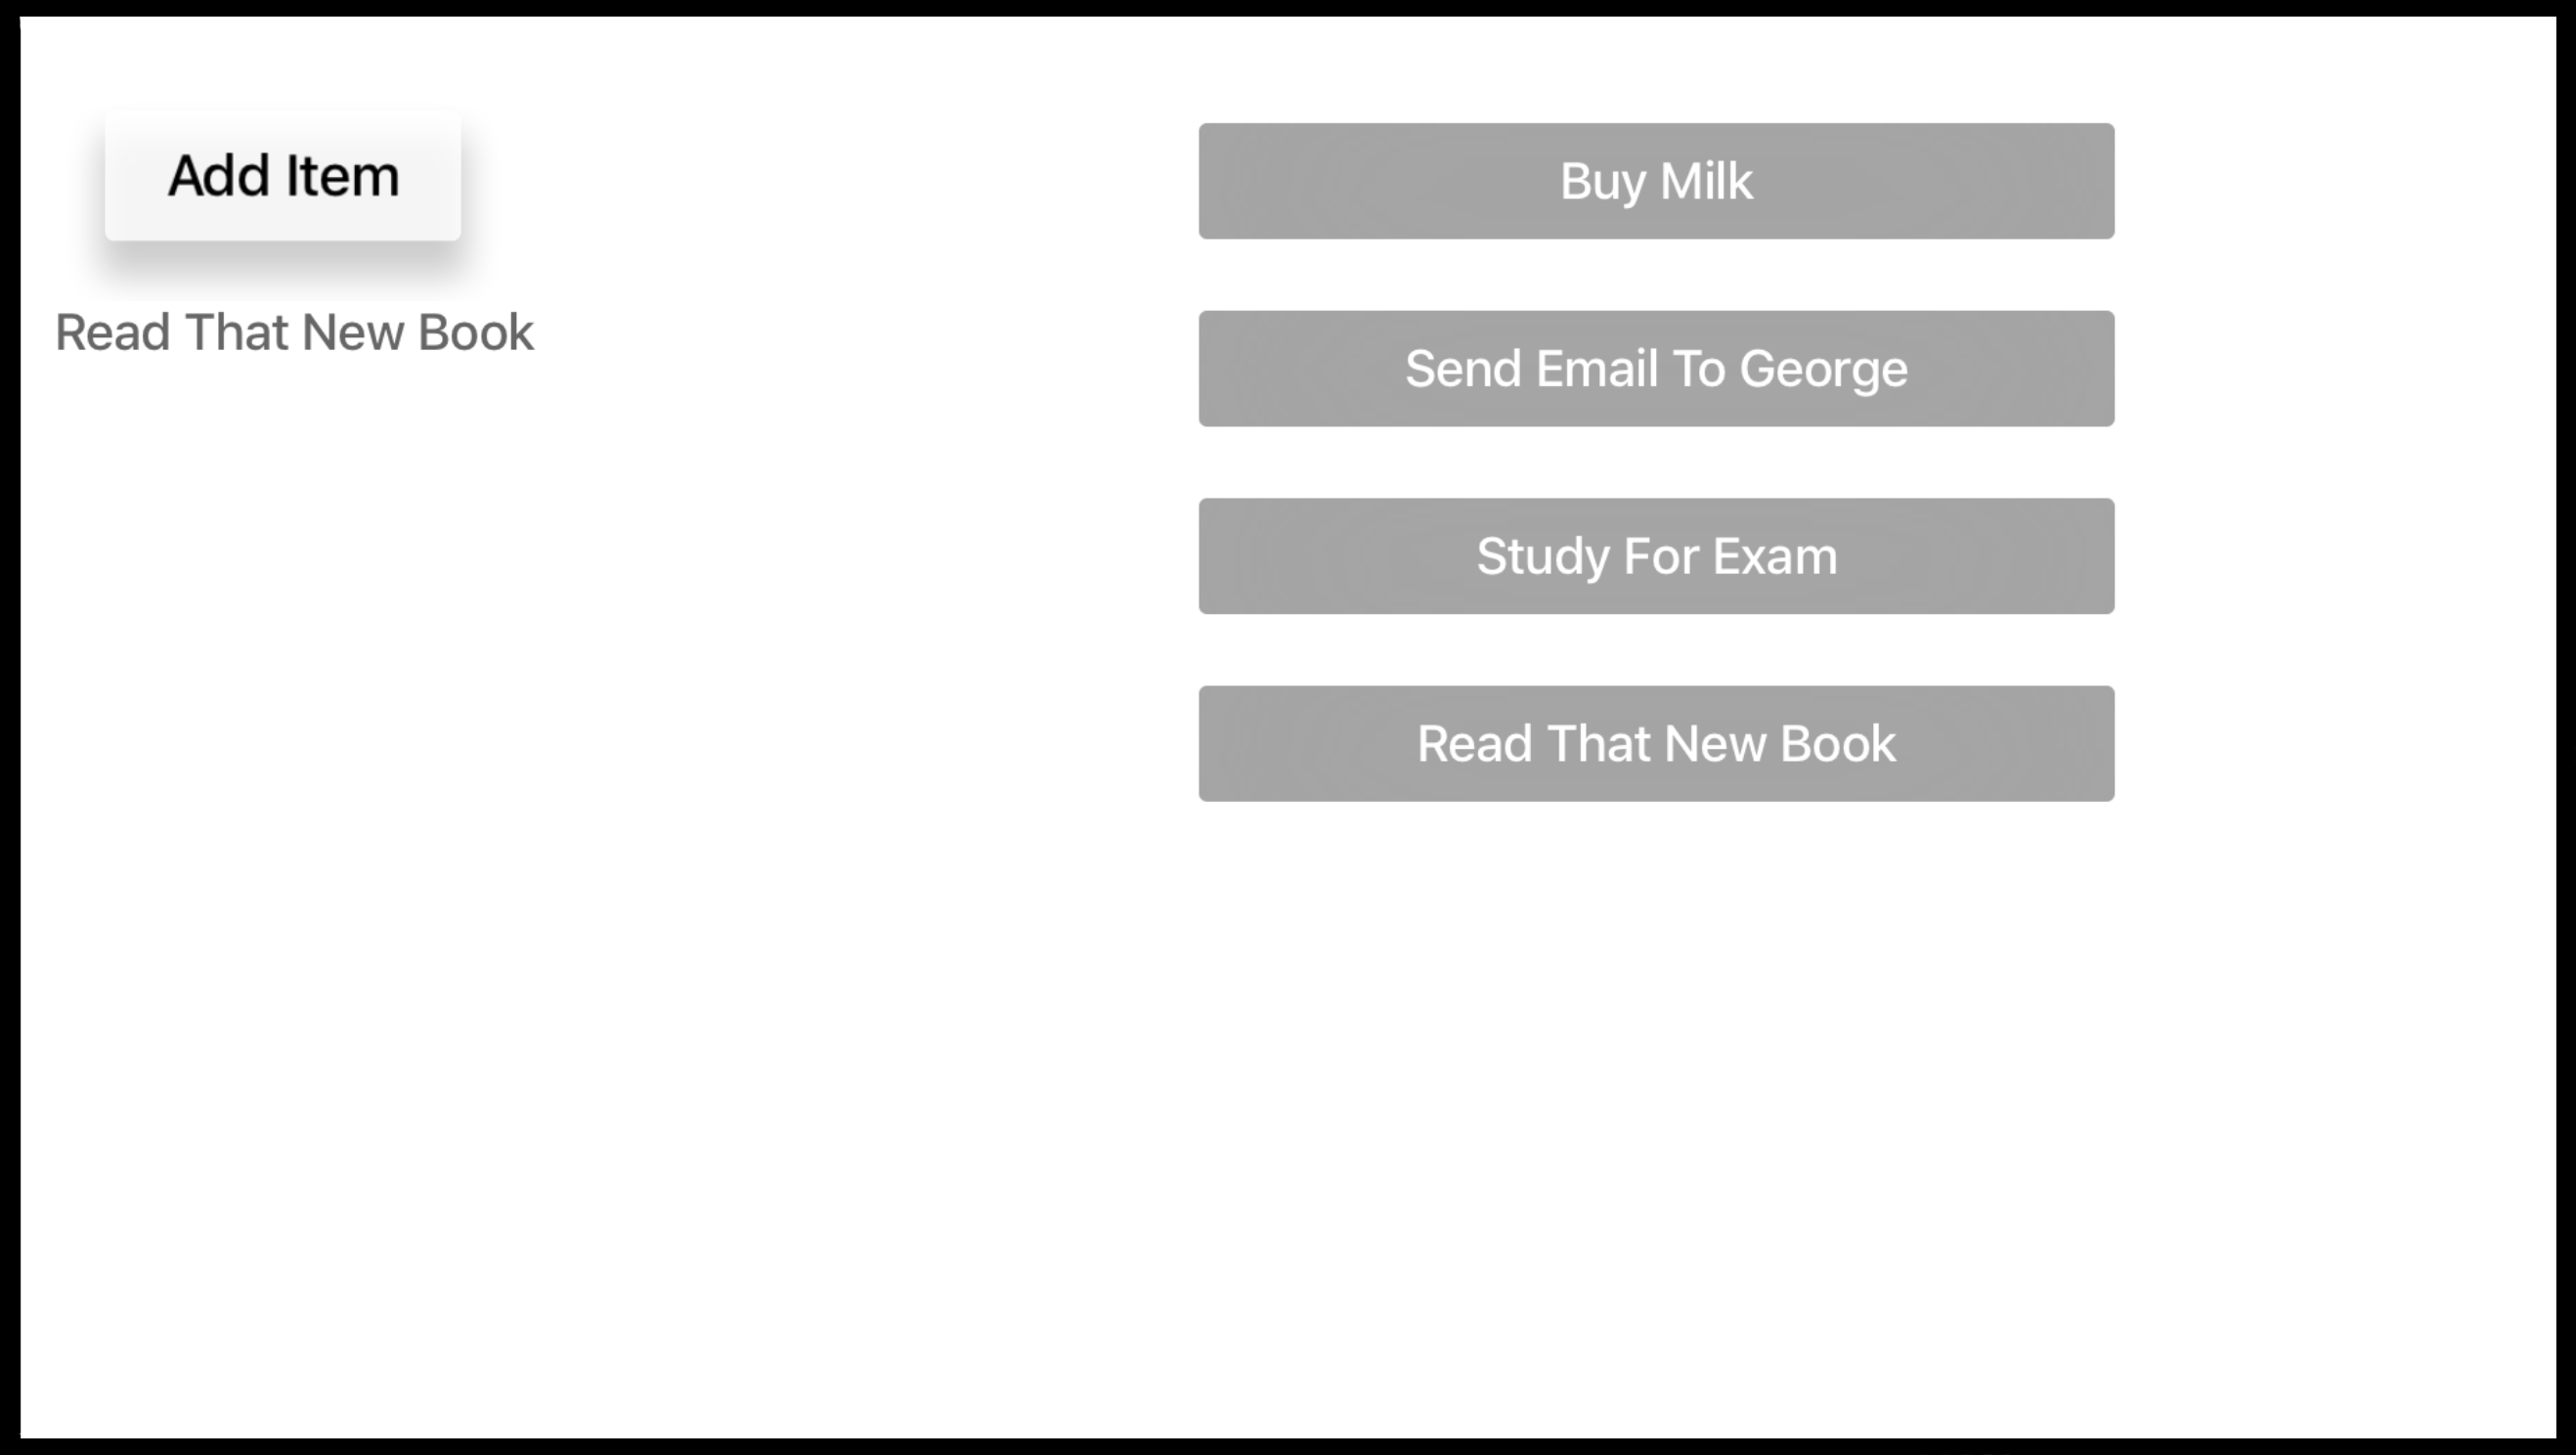 Add Item
Read That New Book
Buy Milk
Send Email To George
Study For Exam
Read That New Book